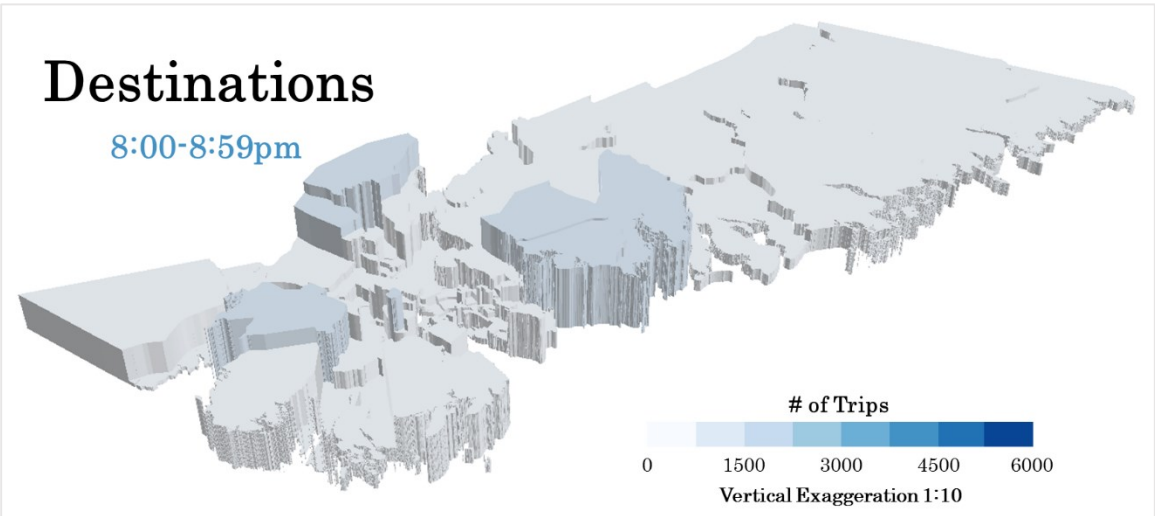 Destinations
8:00-8:59pm
# of Trips
0 1500 3000 4500 6000
Vertical Exaggeration 1:10